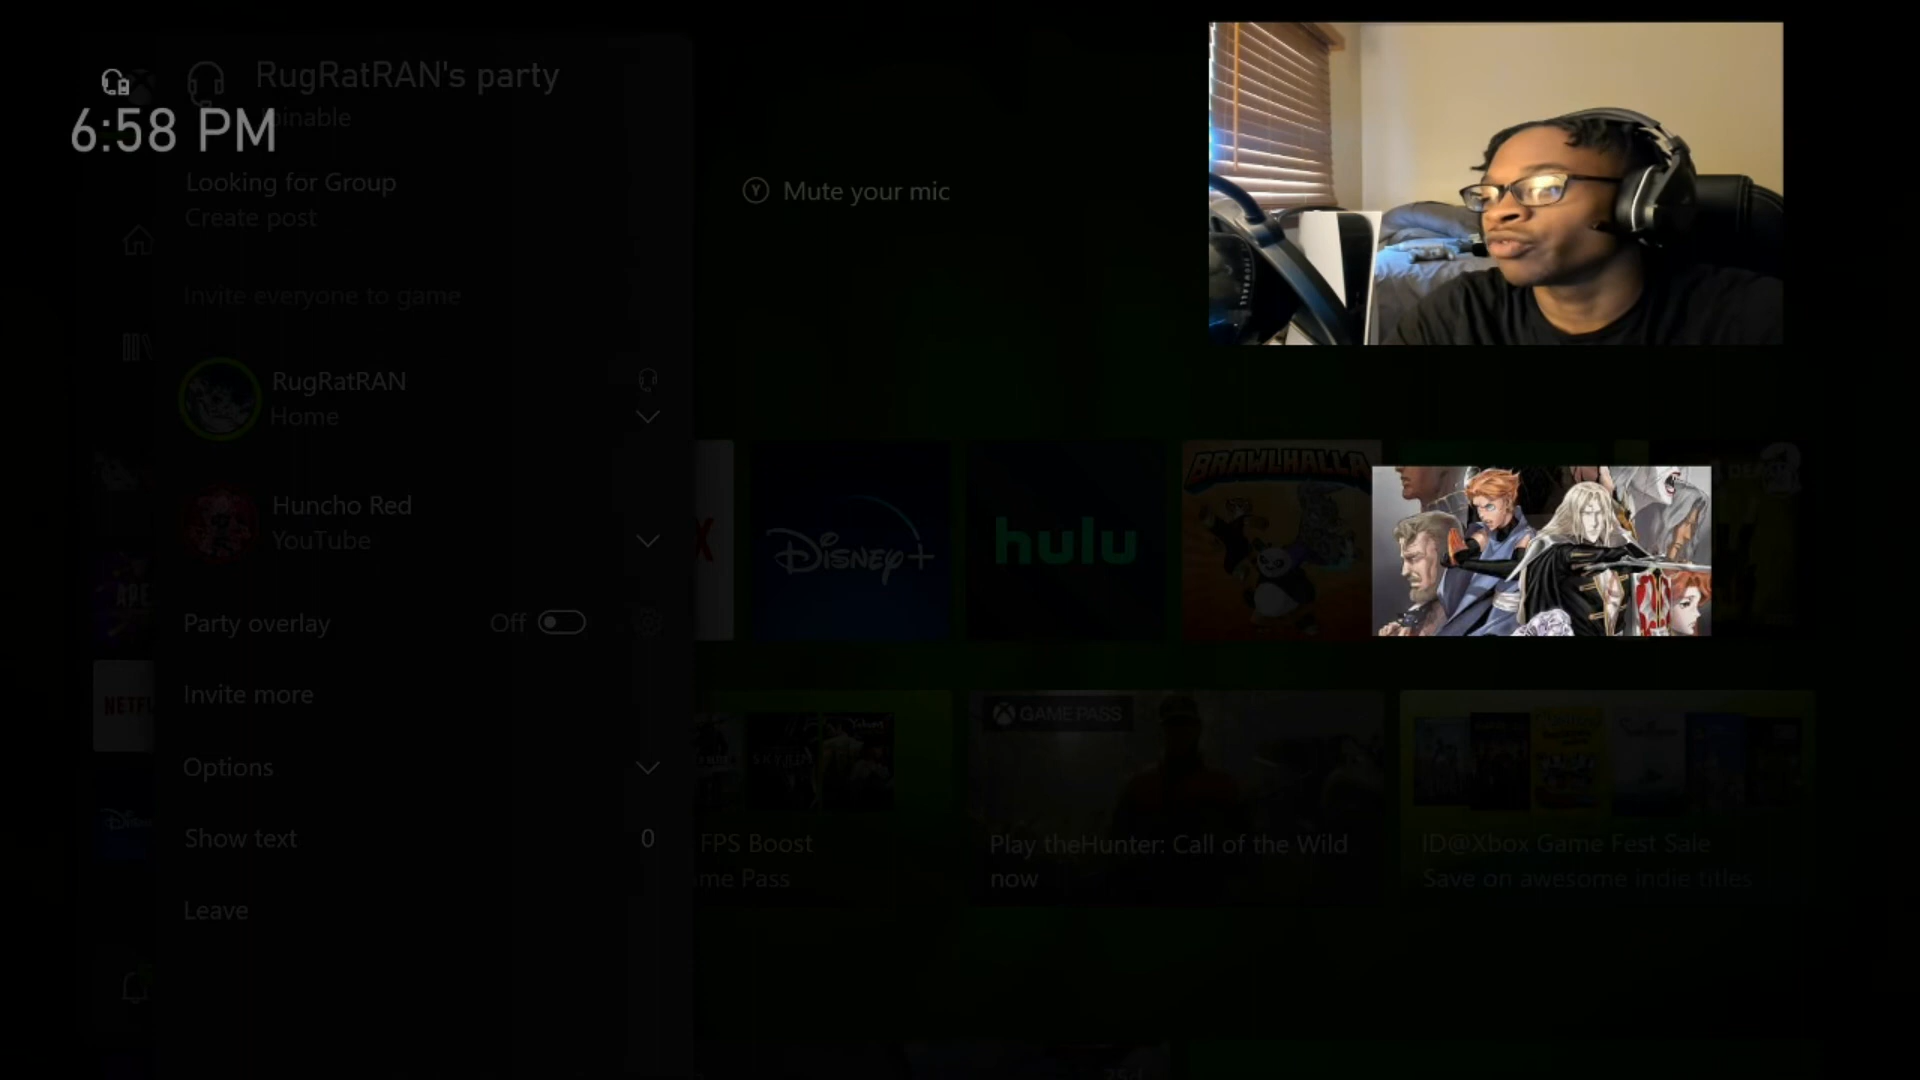 RugRatRAN's party
6:58 PM
Looking for Group
Create post
Mute your mic
Invite everyone to game
RugRatRAN
Home
Huncho Red
YouTube
Party overlay
Off
Invite more
Options
Show text
0
Leave
Disney+
hulu
BRAWLHALLA
GAME PASS
SKYRIM
FPS Boost
Play theHunter: Call of the Wild
now
ID@Xbox Game Fest Sale
Save on awesome indie titles